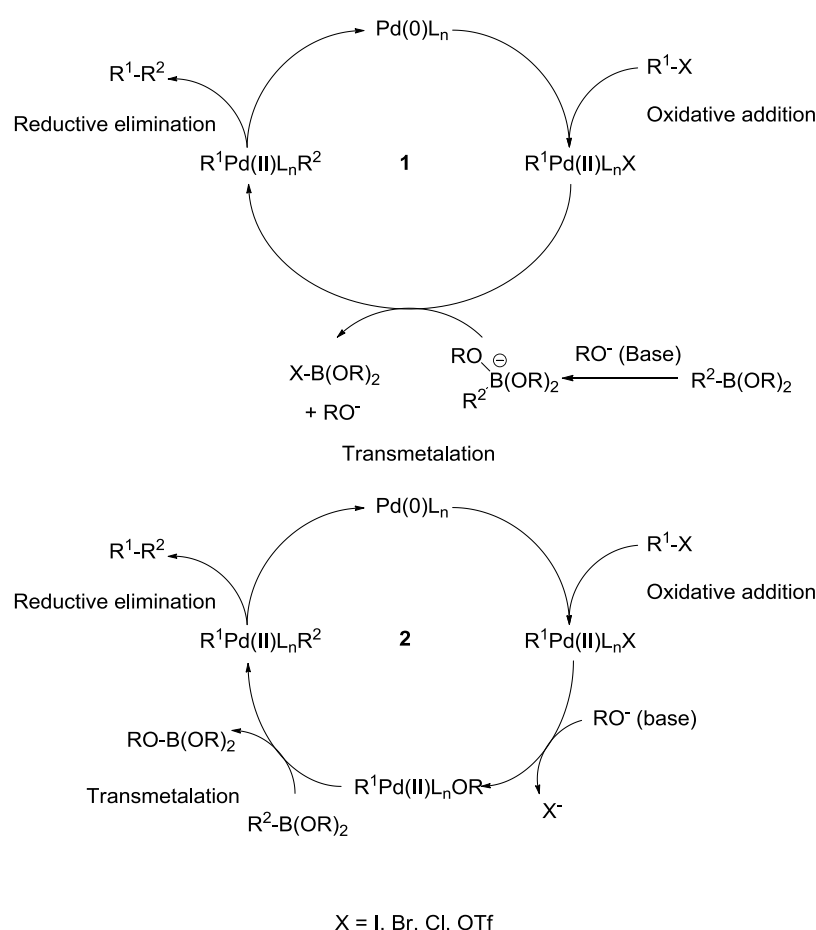 Pd(0)Lₙ
R¹-R²
R¹-X
Reductive elimination
Oxidative addition
R¹Pd(II)LₙR²
1
R¹Pd(II)LₙX
RO
⊖
RO⁻ (Base)
X-B(OR)₂
B(OR)₂
R²-B(OR)₂
R²
+ RO⁻
Transmetalation
Pd(0)Lₙ
R¹-R²
R¹-X
Reductive elimination
Oxidative addition
R¹Pd(II)LₙR²
2
R¹Pd(II)LₙX
RO⁻ (base)
RO-B(OR)₂
Transmetalation
R¹Pd(II)LₙOR
R²-B(OR)₂
X⁻
X = I, Br, Cl, OTf